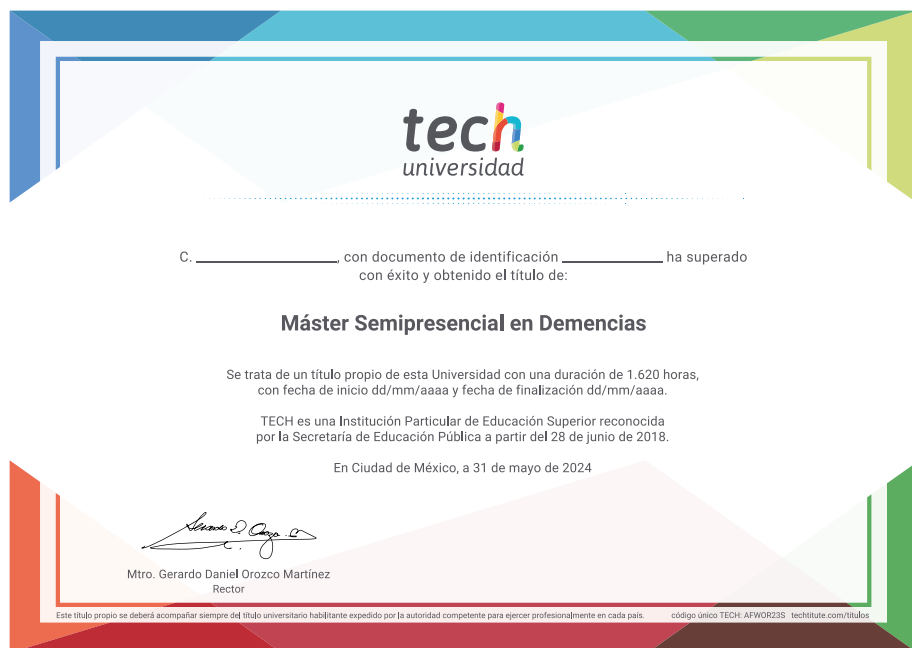 tech
universidad
C. ____________, con documento de identificación ____________ ha superado
con éxito y obtenido el título de:
Máster Semipresencial en Demencias
Se trata de un título propio de esta Universidad con una duración de 1.620 horas,
con fecha de inicio dd/mm/aaaa y fecha de finalización dd/mm/aaaa.
TECH es una Institución Particular de Educación Superior reconocida
por la Secretaría de Educación Pública a partir del 28 de junio de 2018.
En Ciudad de México, a 31 de mayo de 2024
Mtro. Gerardo Daniel Orozco Martínez
Rector
Este título propio se deberá acompañar siempre del título universitario habilitante expedido por la autoridad competente para ejercer profesionalmente en cada país. código único TECH: AFWOR23S techtitute.com/titulos